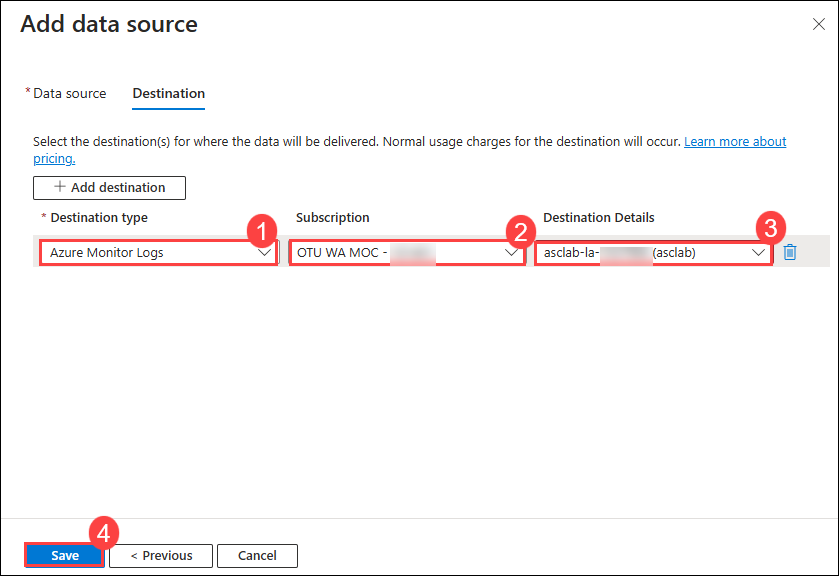 Add data source
* Data source Destination
Select the destination(s) for where the data will be delivered. Normal usage charges for the destination will occur. Learn more about
pricing.
+ Add destination
* Destination type Subscription Destination Details
1 2 3
Azure Monitor Logs OTU WA MOC - asclab-la- (asclab)
4
Save < Previous Cancel